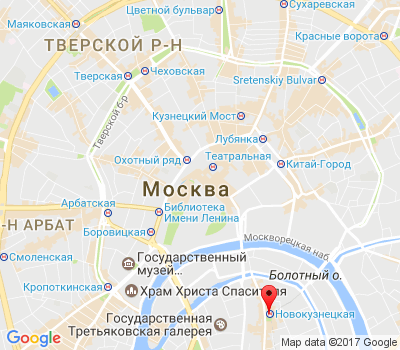 Цветной бульвар
Сухаревская
Маяковская
Красные ворота
ТВЕРСКОЙ Р-Н
Тверская
Чеховская
Sretenskiy Bulvar
Тверской б-р
Кузнецкий Мост
Лубянка
Охотный ряд
Театральная
Китай-Город
Москва
Арбатская
Библиотека
Имени Ленина
-Н АРБАТ
Боровицкая
Москворецкая наб.
Смоленская
Государственный
музей...
Болотный о.
Кропоткинская
Храм Христа Спасителя
Новокузнецкая
Государственная
Третьяковская галерея
Google
Map data ©2017 Google